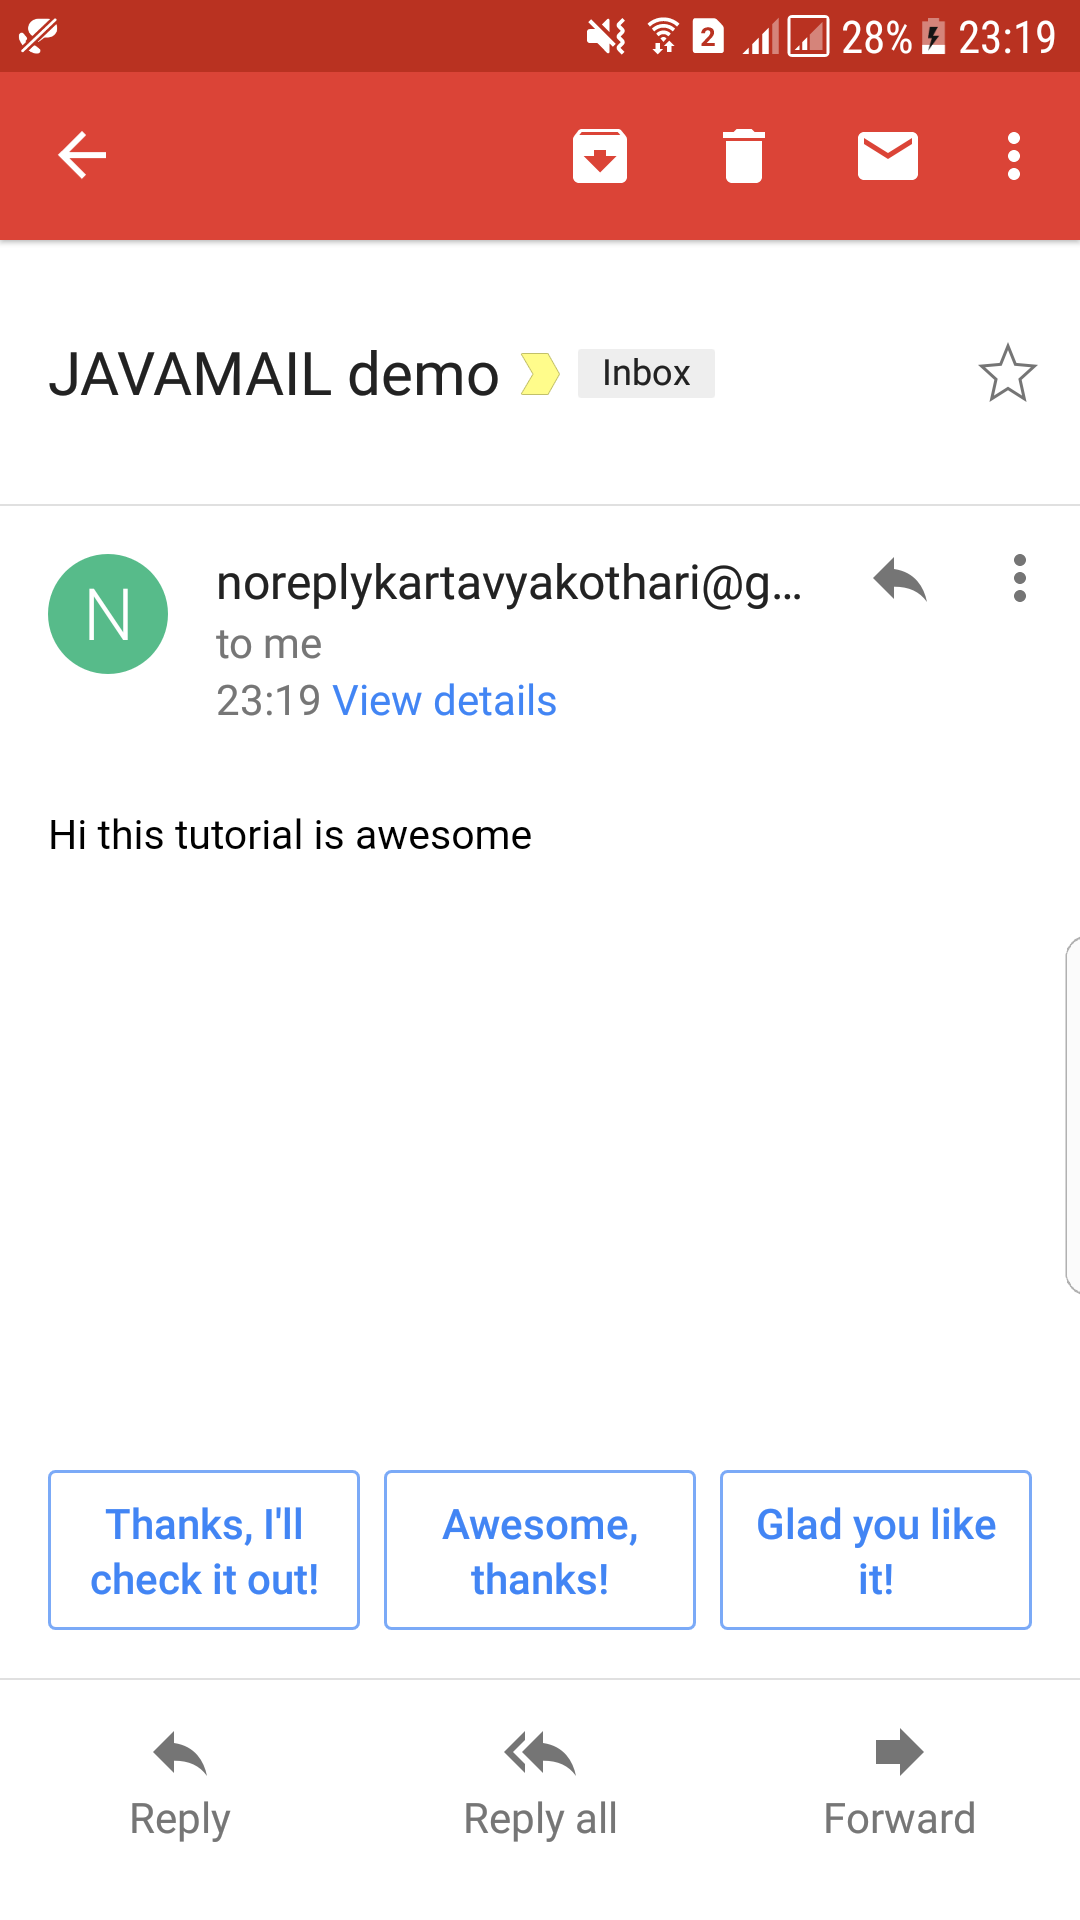 2 28% 23:19
JAVAMAIL demo Inbox
N noreplykartavyakothari@g...
to me
23:19 View details
Hi this tutorial is awesome
Thanks, I'll
check it out!
Awesome,
thanks!
Glad you like
it!
Reply Reply all Forward